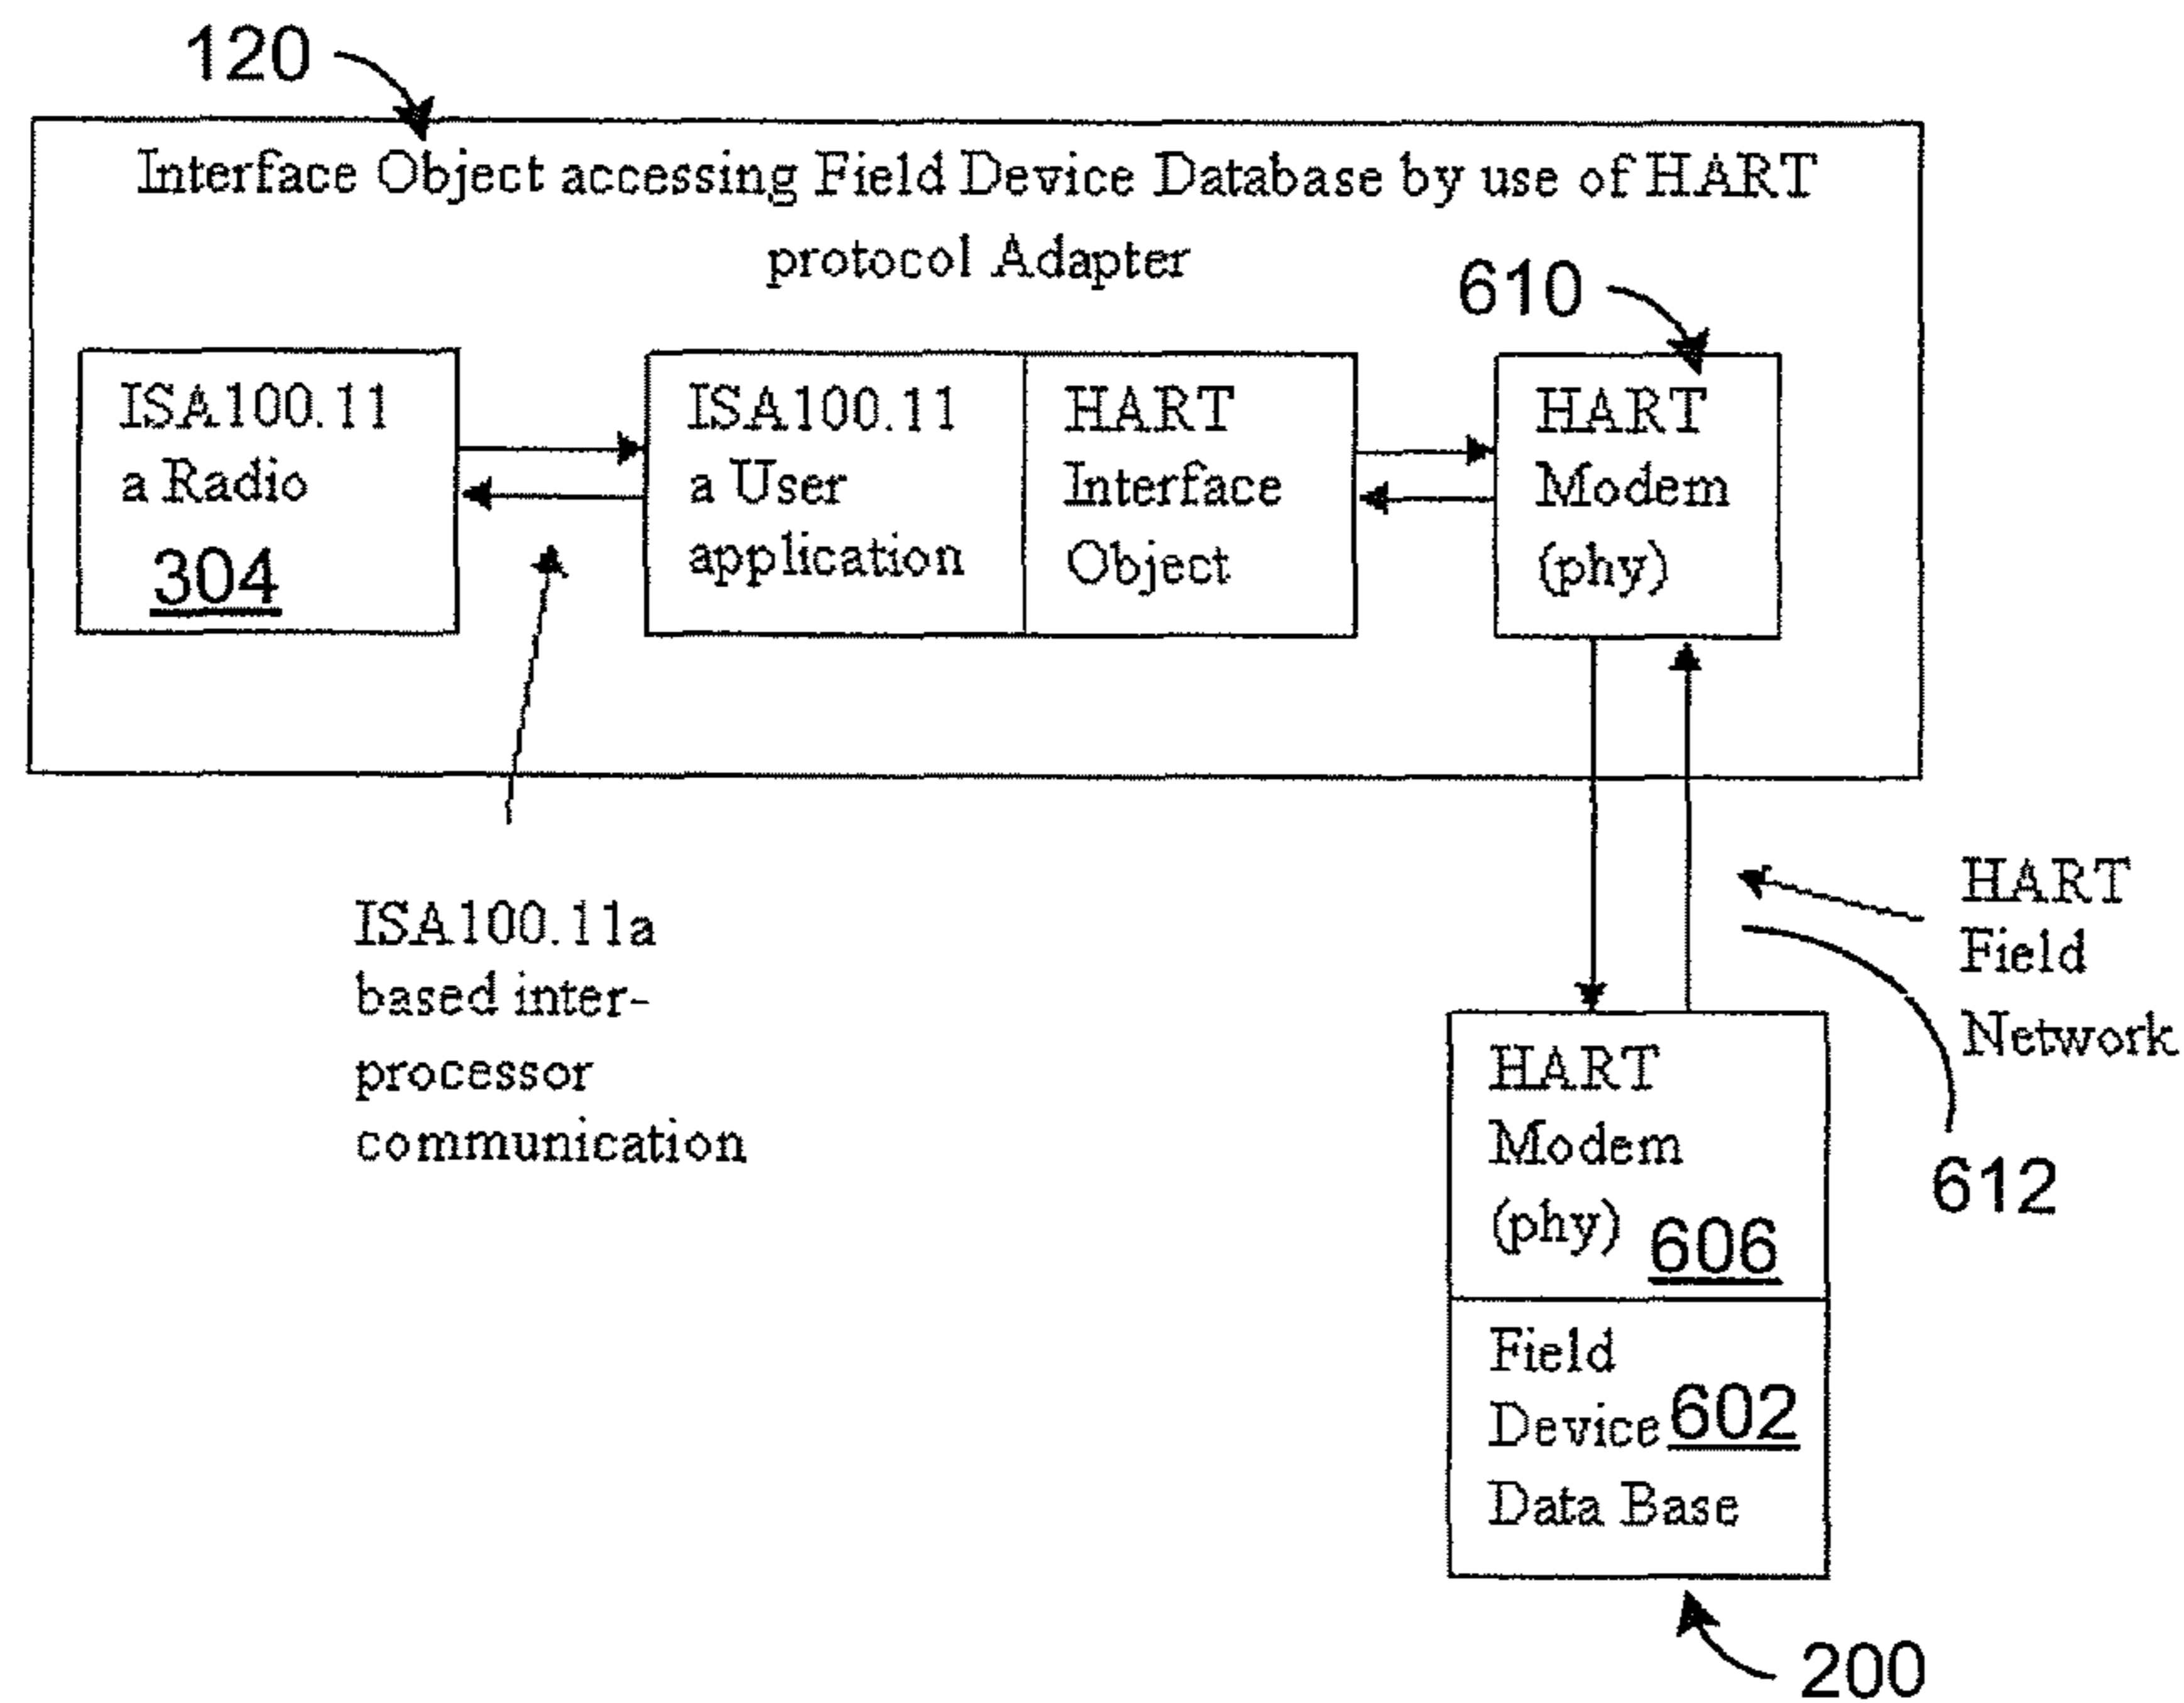 120
Interface Object accessing Field Device Database by use of HART
protocol Adapter
610
ISA100.11
a Radio
304
ISA100.11
a User
application
HART
Interface
Object
HART
Modem
(phy)
ISA100.11a
based inter-
processor
communication
HART
Field
Network
612
HART
Modem
(phy) 606
Field
Device 602
Data Base
200